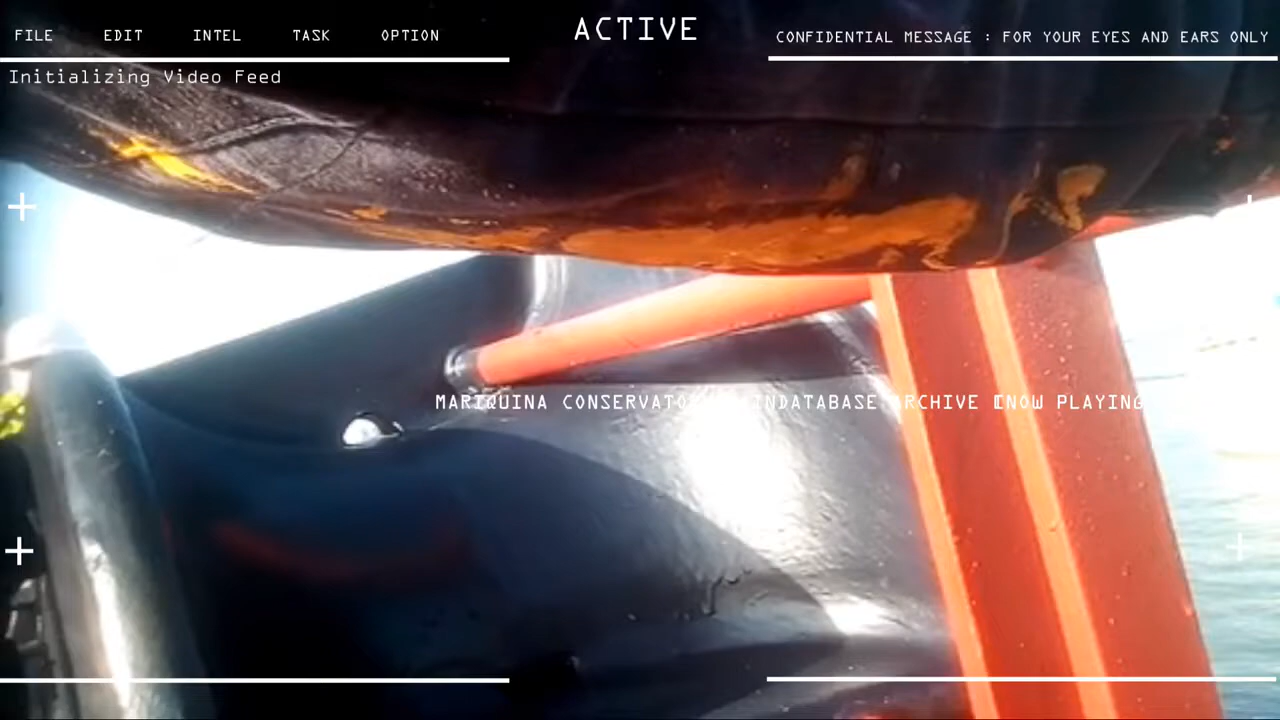 FILE EDIT INTEL TASK OPTION
ACTIVE
CONFIDENTIAL MESSAGE : FOR YOUR EYES AND EARS ONLY
Initializing Video Feed
MARIQUINA DATABASE ARCHIVE NOW PLAYING